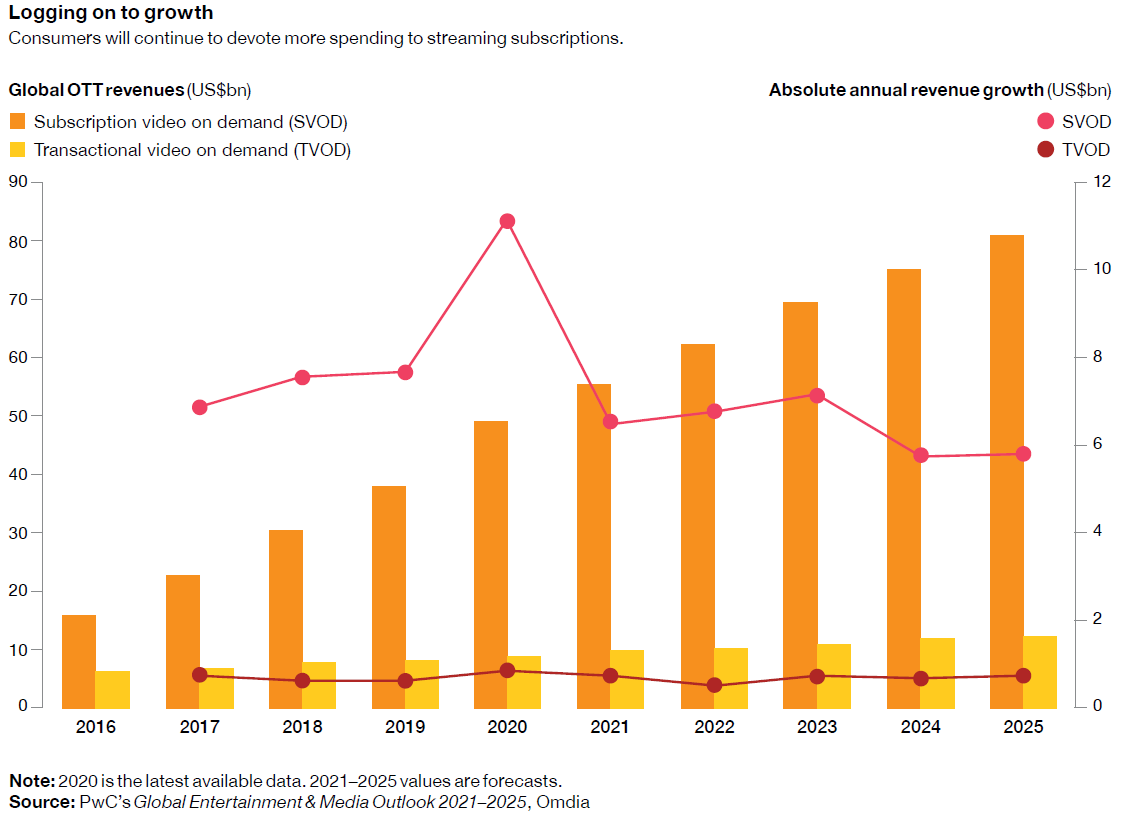 Logging on to growth
Consumers will continue to devote more spending to streaming subscriptions.
Global OTT revenues (US$bn)
Absolute annual revenue growth (US$bn)
Subscription video on demand (SVOD)
SVOD
Transactional video on demand (TVOD)
TVOD
90
12
80
10
70
60
8
50
40
6
30
4
20
2
10
0
0
2016 2017 2018 2019 2020 2021 2022 2023 2024 2025
Note: 2020 is the latest available data. 2021–2025 values are forecasts.
Source: PwC's Global Entertainment & Media Outlook 2021–2025, Omdia